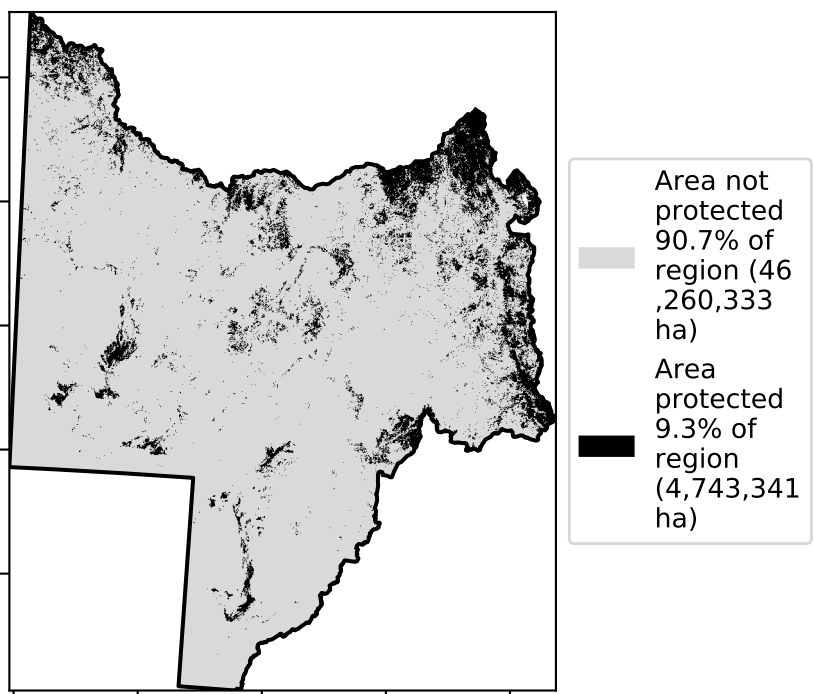 Area not
protected
90.7% of
region (46
,260,333
ha)
Area
protected
9.3% of
region
(4,743,341
ha)